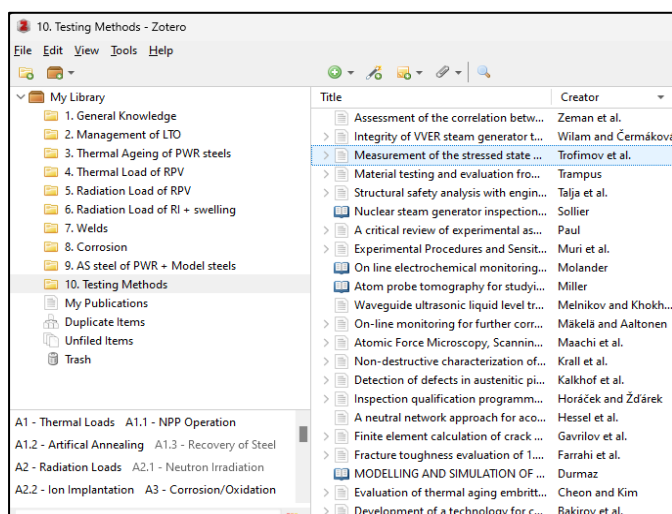 10. Testing Methods - Zotero
File Edit View Tools Help
My Library
1. General Knowledge
2. Management of LTO
3. Thermal Ageing of PWR steels
4. Thermal Load of RPV
5. Radiation Load of RPV
6. Radiation Load of RI + swelling
7. Welds
8. Corrosion
9. AS steel of PWR + Model steels
10. Testing Methods
My Publications
Duplicate Items
Unfiled Items
Trash
A1 - Thermal Loads A1.1 - NPP Operation
A1.2 - Artifical Annealing A1.3 - Recovery of Steel
A2 - Radiation Loads A2.1 - Neutron Irradiation
A2.2 - Ion Implantation A3 - Corrosion/Oxidation
Title Creator
Assessment of the correlation betw... Zeman et al.
Integrity of VVER steam generator t... Wilam and Čermáková
Measurement of the stressed state ... Trofimov et al.
Material testing and evaluation fro... Trampus
Structural safety analysis with engin... Talja et al.
Nuclear steam generator inspection... Sollier
A critical review of experimental as... Paul
Experimental Procedures and Sensit... Muri et al.
On line electrochemical monitoring... Molander
Atom probe tomography for studyi... Miller
Waveguide ultrasonic liquid level tr... Melnikov and Khokh...
On-line monitoring for further corr... Mäkelä and Aaltonen
Atomic Force Microscopy, Scannin... Maachi et al.
Non-destructive characterization of... Krall et al.
Detection of defects in austenitic pi... Kalkhof et al.
Inspection qualification programm... Horáček and Žďárek
A neutral network approach for aco... Hessel et al.
Finite element calculation of crack ... Gavrilov et al.
Fracture toughness evaluation of 1.... Farrahi et al.
MODELLING AND SIMULATION OF ... Durmaz
Evaluation of thermal aging embritt... Cheon and Kim
Development of a technology for c... Bakirov et al.